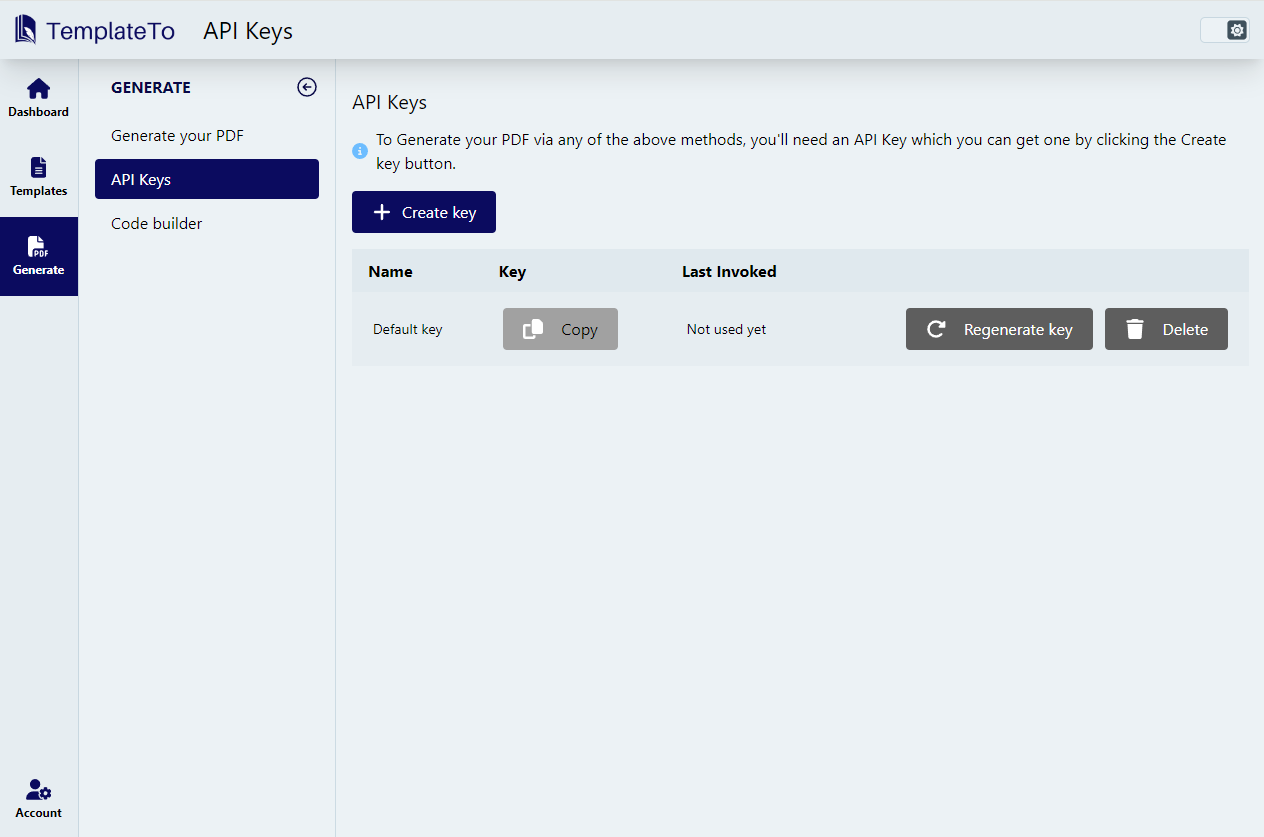 TemplateTo
API Keys
Dashboard
Templates
PDF
Generate
Account
GENERATE
Generate your PDF
API Keys
Code builder
API Keys
To Generate your PDF via any of the above methods, you'll need an API Key which you can get one by clicking the Create
key button.
Create key
Name Key Last Invoked
Default key Copy Not used yet Regenerate key Delete